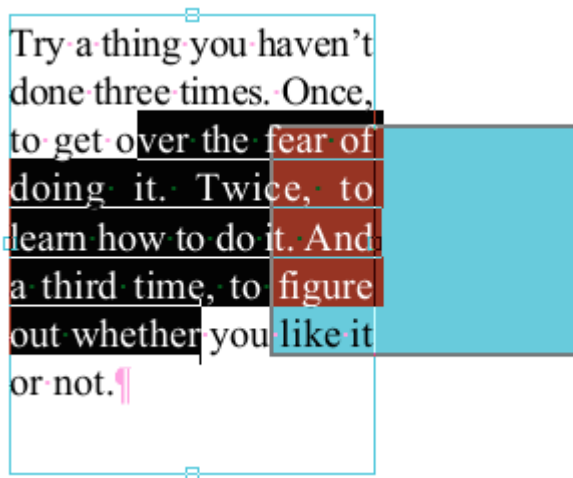 Try a thing you haven’t
done three times. Once,
to get over the fear of
doing it. Twice, to
learn how to do it. And
a third time, to figure
out whether you like it
or not.¶